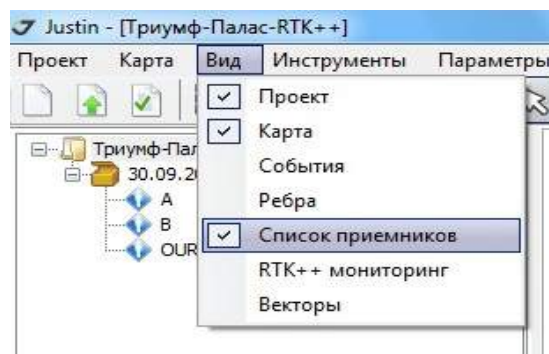 Justin - [Триумф-Палас-RTK++]
Проект Карта Вид Инструменты Параметры
Проект
Карта
События
Ребра
Список приемников
RTK++ мониторинг
Векторы
Триумф-Пал
30.09.2
A
B
OUR